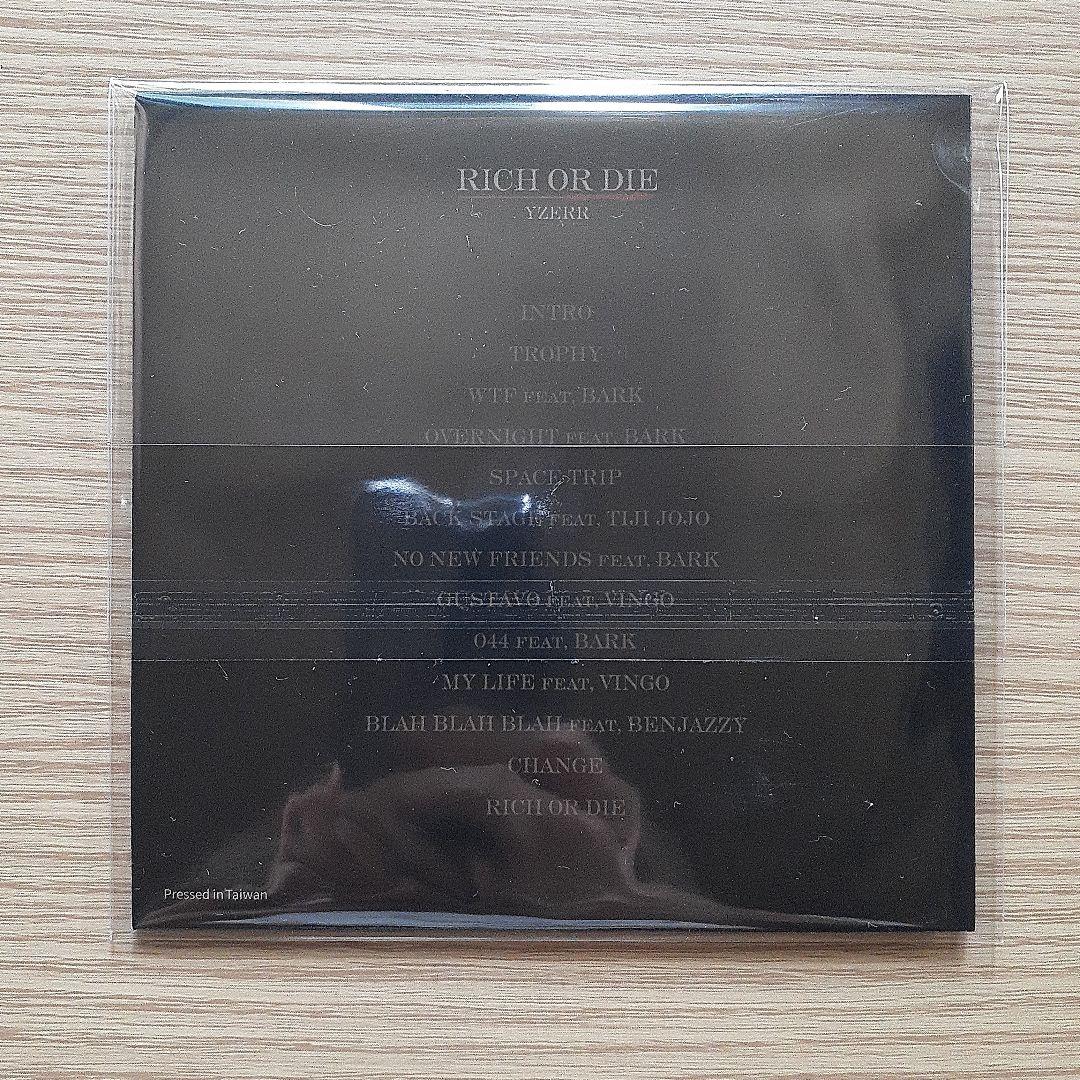 RICH OR DIE
YZERR
INTRO
TROPHY
WTF FEAT, BARK
OVERNIGHT FEAT, BARK
SPACE TRIP
BACK STAGE FEAT, TIJI JOJO
NO NEW FRIENDS FEAT, BARK
GUSTAVO FEAT, VINGO
044 FEAT, BARK
MY LIFE FEAT, VINGO
BLAH BLAH BLAH FEAT, BENJAZZY
CHANGE
RICH OR DIE
Pressed in Taiwan